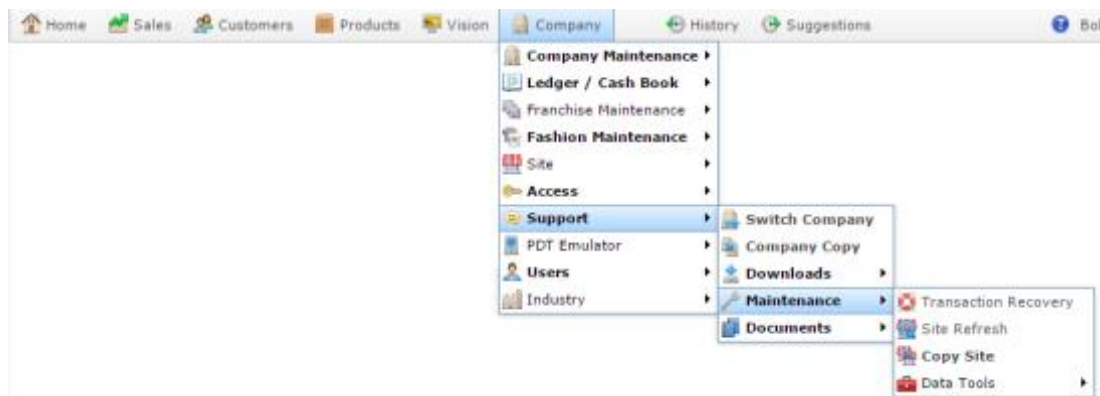 Home Sales Customers Products Vision Company History Suggestions
Company Maintenance
Ledger / Cash Book
Franchise Maintenance
Fashion Maintenance
Site
Access
Support
PDT Emulator
Users
Industry
Switch Company
Company Copy
Downloads
Maintenance
Documents
Transaction Recovery
Site Refresh
Copy Site
Data Tools